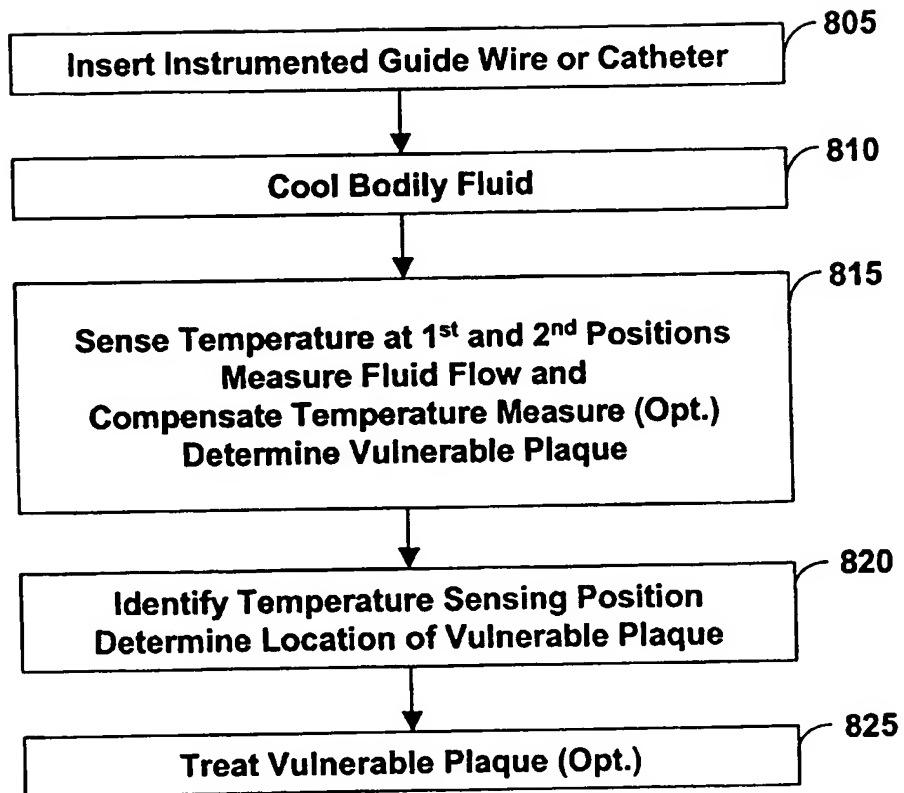 805
Insert Instrumented Guide Wire or Catheter
810
Cool Bodily Fluid
815
Sense Temperature at 1st and 2nd Positions
Measure Fluid Flow and
Compensate Temperature Measure (Opt.)
Determine Vulnerable Plaque
820
Identify Temperature Sensing Position
Determine Location of Vulnerable Plaque
825
Treat Vulnerable Plaque (Opt.)